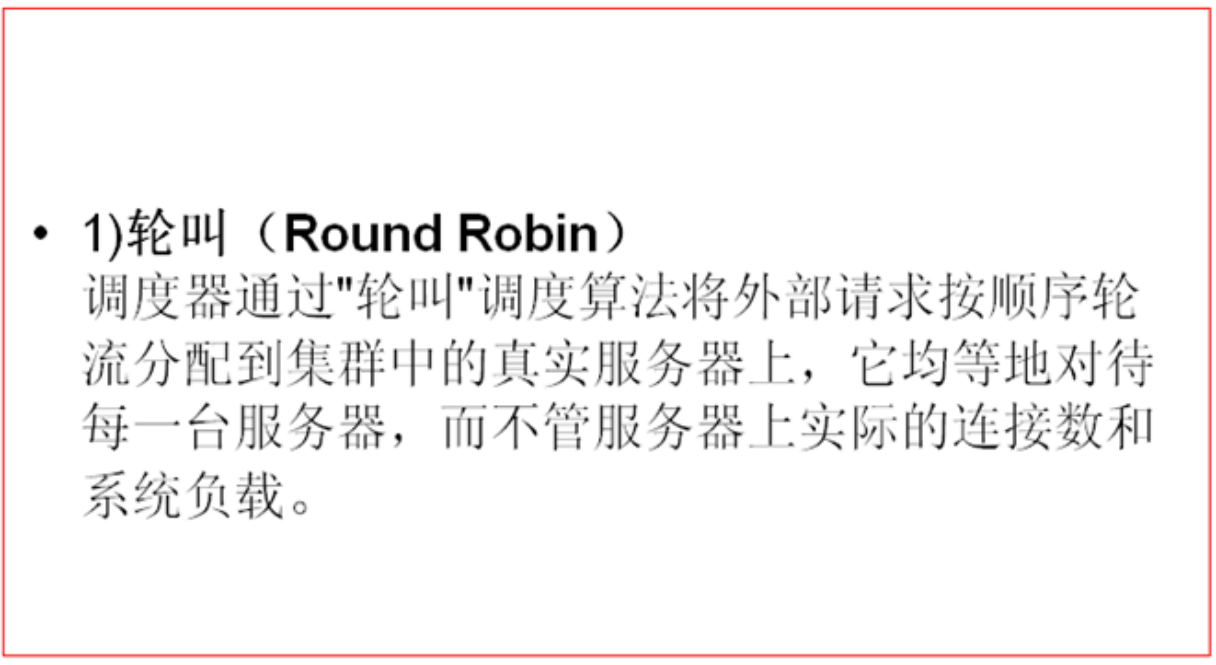 • 1)轮叫（Round Robin）
调度器通过"轮叫"调度算法将外部请求按顺序轮
流分配到集群中的真实服务器上，它均等地对待
每一台服务器，而不管服务器上实际的连接数和
系统负载。